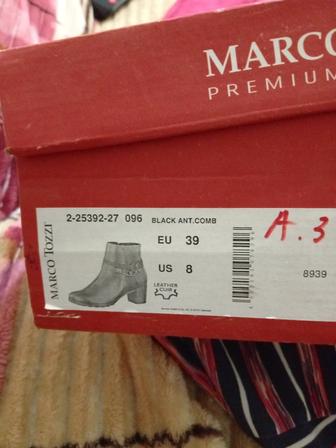 MARCO
PREMIUM
MARCO TOZZI
2-25392-27 096 BLACK ANT.COMB
EU 39
US 8
LEATHER
CUIR
A.3
8939